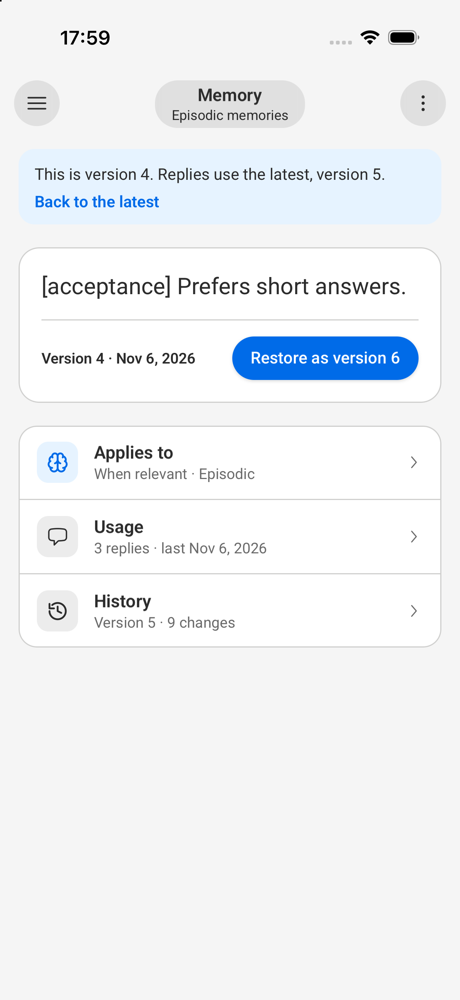 17:59
Memory
Episodic memories
This is version 4. Replies use the latest, version 5.
Back to the latest
[acceptance] Prefers short answers.
Version 4 · Nov 6, 2026
Restore as version 6
Applies to
When relevant · Episodic
Usage
3 replies · last Nov 6, 2026
History
Version 5 · 9 changes